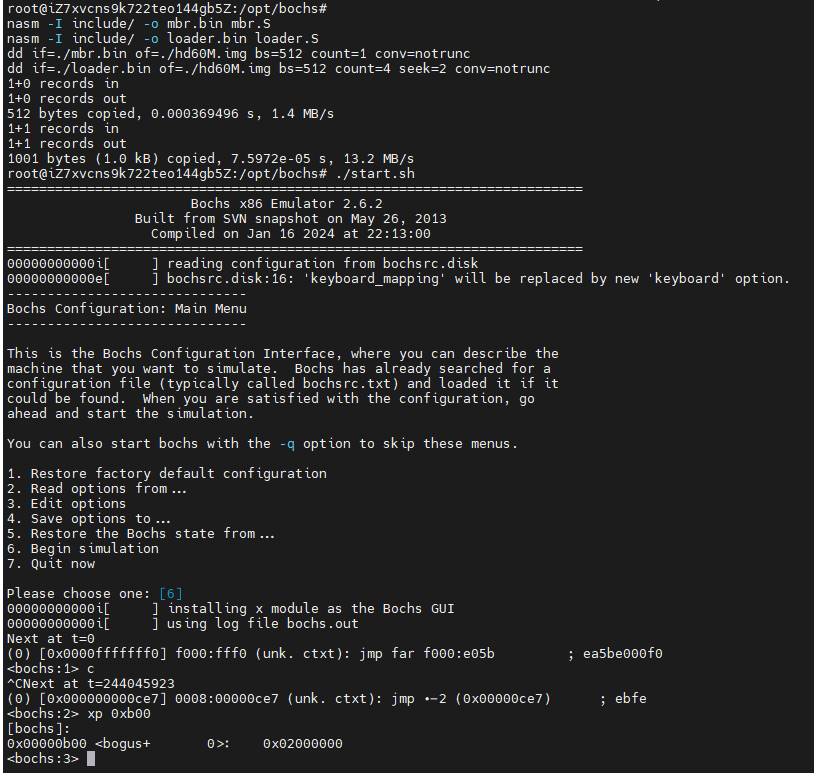 root@iZ7xvcns9k722teo144gb5Z:/opt/bochs#
nasm -I include/ -o mbr.bin mbr.S
nasm -I include/ -o loader.bin loader.S
dd if=./mbr.bin of=./hd60M.img bs=512 count=1 conv=notrunc
dd if=./loader.bin of=./hd60M.img bs=512 count=4 seek=2 conv=notrunc
1+0 records in
1+0 records out
512 bytes copied, 0.000369496 s, 1.4 MB/s
1+1 records in
1+1 records out
1001 bytes (1.0 kB) copied, 7.5972e-05 s, 13.2 MB/s
root@iZ7xvcns9k722teo144gb5Z:/opt/bochs# ./start.sh
========================================================================
                       Bochs x86 Emulator 2.6.2
                Built from SVN snapshot on May 26, 2013
                  Compiled on Jan 16 2024 at 22:13:00
========================================================================
00000000000i[     ] reading configuration from bochsrc.disk
00000000000e[     ] bochsrc.disk:16: 'keyboard_mapping' will be replaced by new 'keyboard' option.
------------------------------
Bochs Configuration: Main Menu
------------------------------

This is the Bochs Configuration Interface, where you can describe the
machine that you want to simulate.  Bochs has already searched for a
configuration file (typically called bochsrc.txt) and loaded it if it
could be found.  When you are satisfied with the configuration, go
ahead and start the simulation.

You can also start bochs with the -q option to skip these menus.

1. Restore factory default configuration
2. Read options from...
3. Edit options
4. Save options to...
5. Restore the Bochs state from...
6. Begin simulation
7. Quit now

Please choose one: [6]
00000000000i[     ] installing x module as the Bochs GUI
00000000000i[     ] using log file bochs.out
Next at t=0
(0) [0x0000fffffff0] f000:fff0 (unk. ctxt): jmp far f000:e05b         ; ea5be000f0
<bochs:1> c
^CNext at t=244045923
(0) [0x000000000ce7] 0008:00000ce7 (unk. ctxt): jmp .-2 (0x00000ce7)      ; ebfe
<bochs:2> xp 0xb00
[bochs]:
0x00000b00 <bogus+       0>:    0x02000000
<bochs:3>